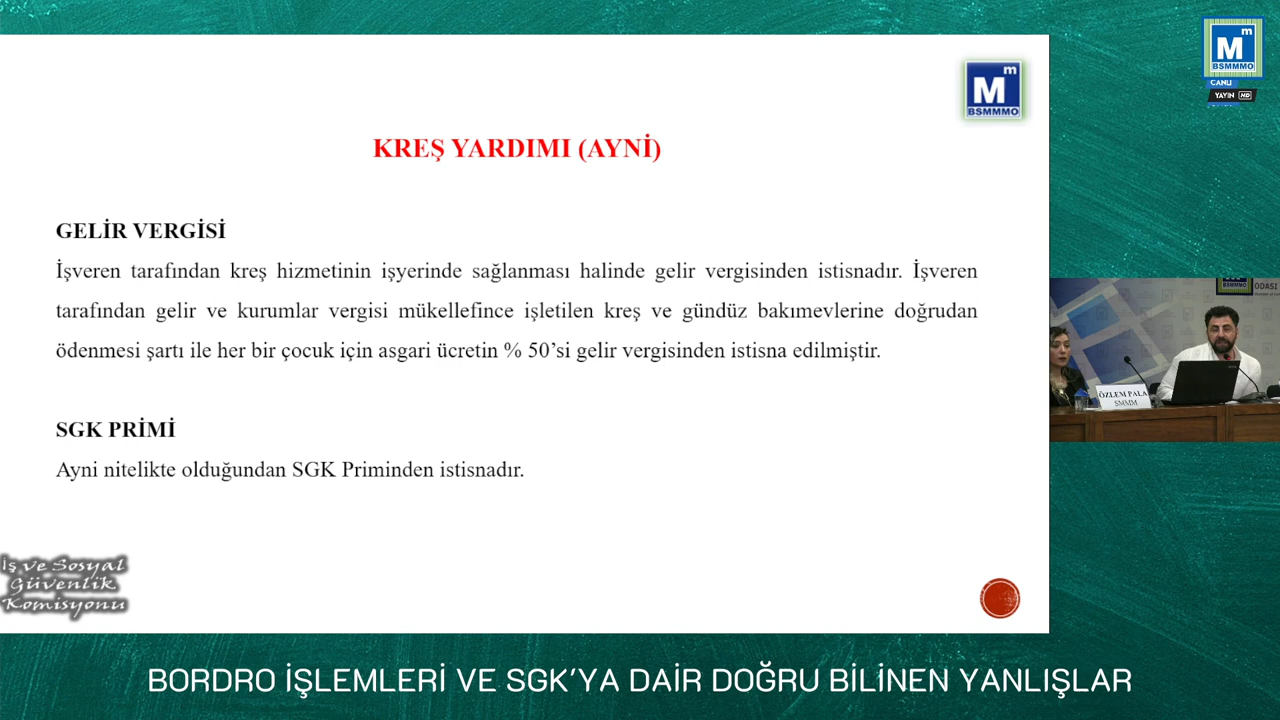 M m
BSMMMO
CANLI
YAYIN HD
M m
BSMMMO
KREŞ YARDIMI (AYNİ)
GELİR VERGİSİ
İşveren tarafından kreş hizmetinin işyerinde sağlanması halinde gelir vergisinden istisnadır. İşveren
tarafından gelir ve kurumlar vergisi mükellefince işletilen kreş ve gündüz bakımevlerine doğrudan
ödenmesi şartı ile her bir çocuk için asgari ücretin % 50’si gelir vergisinden istisna edilmiştir.
SGK PRİMİ
Ayni nitelikte olduğundan SGK Priminden istisnadır.
BSMMMO
ODASI
ÖZLEM PALA
SMMM
İş ve Sosyal
Güvenlik
Komisyonu
BORDRO İŞLEMLERİ VE SGK'YA DAİR DOĞRU BİLİNEN YANLIŞLAR